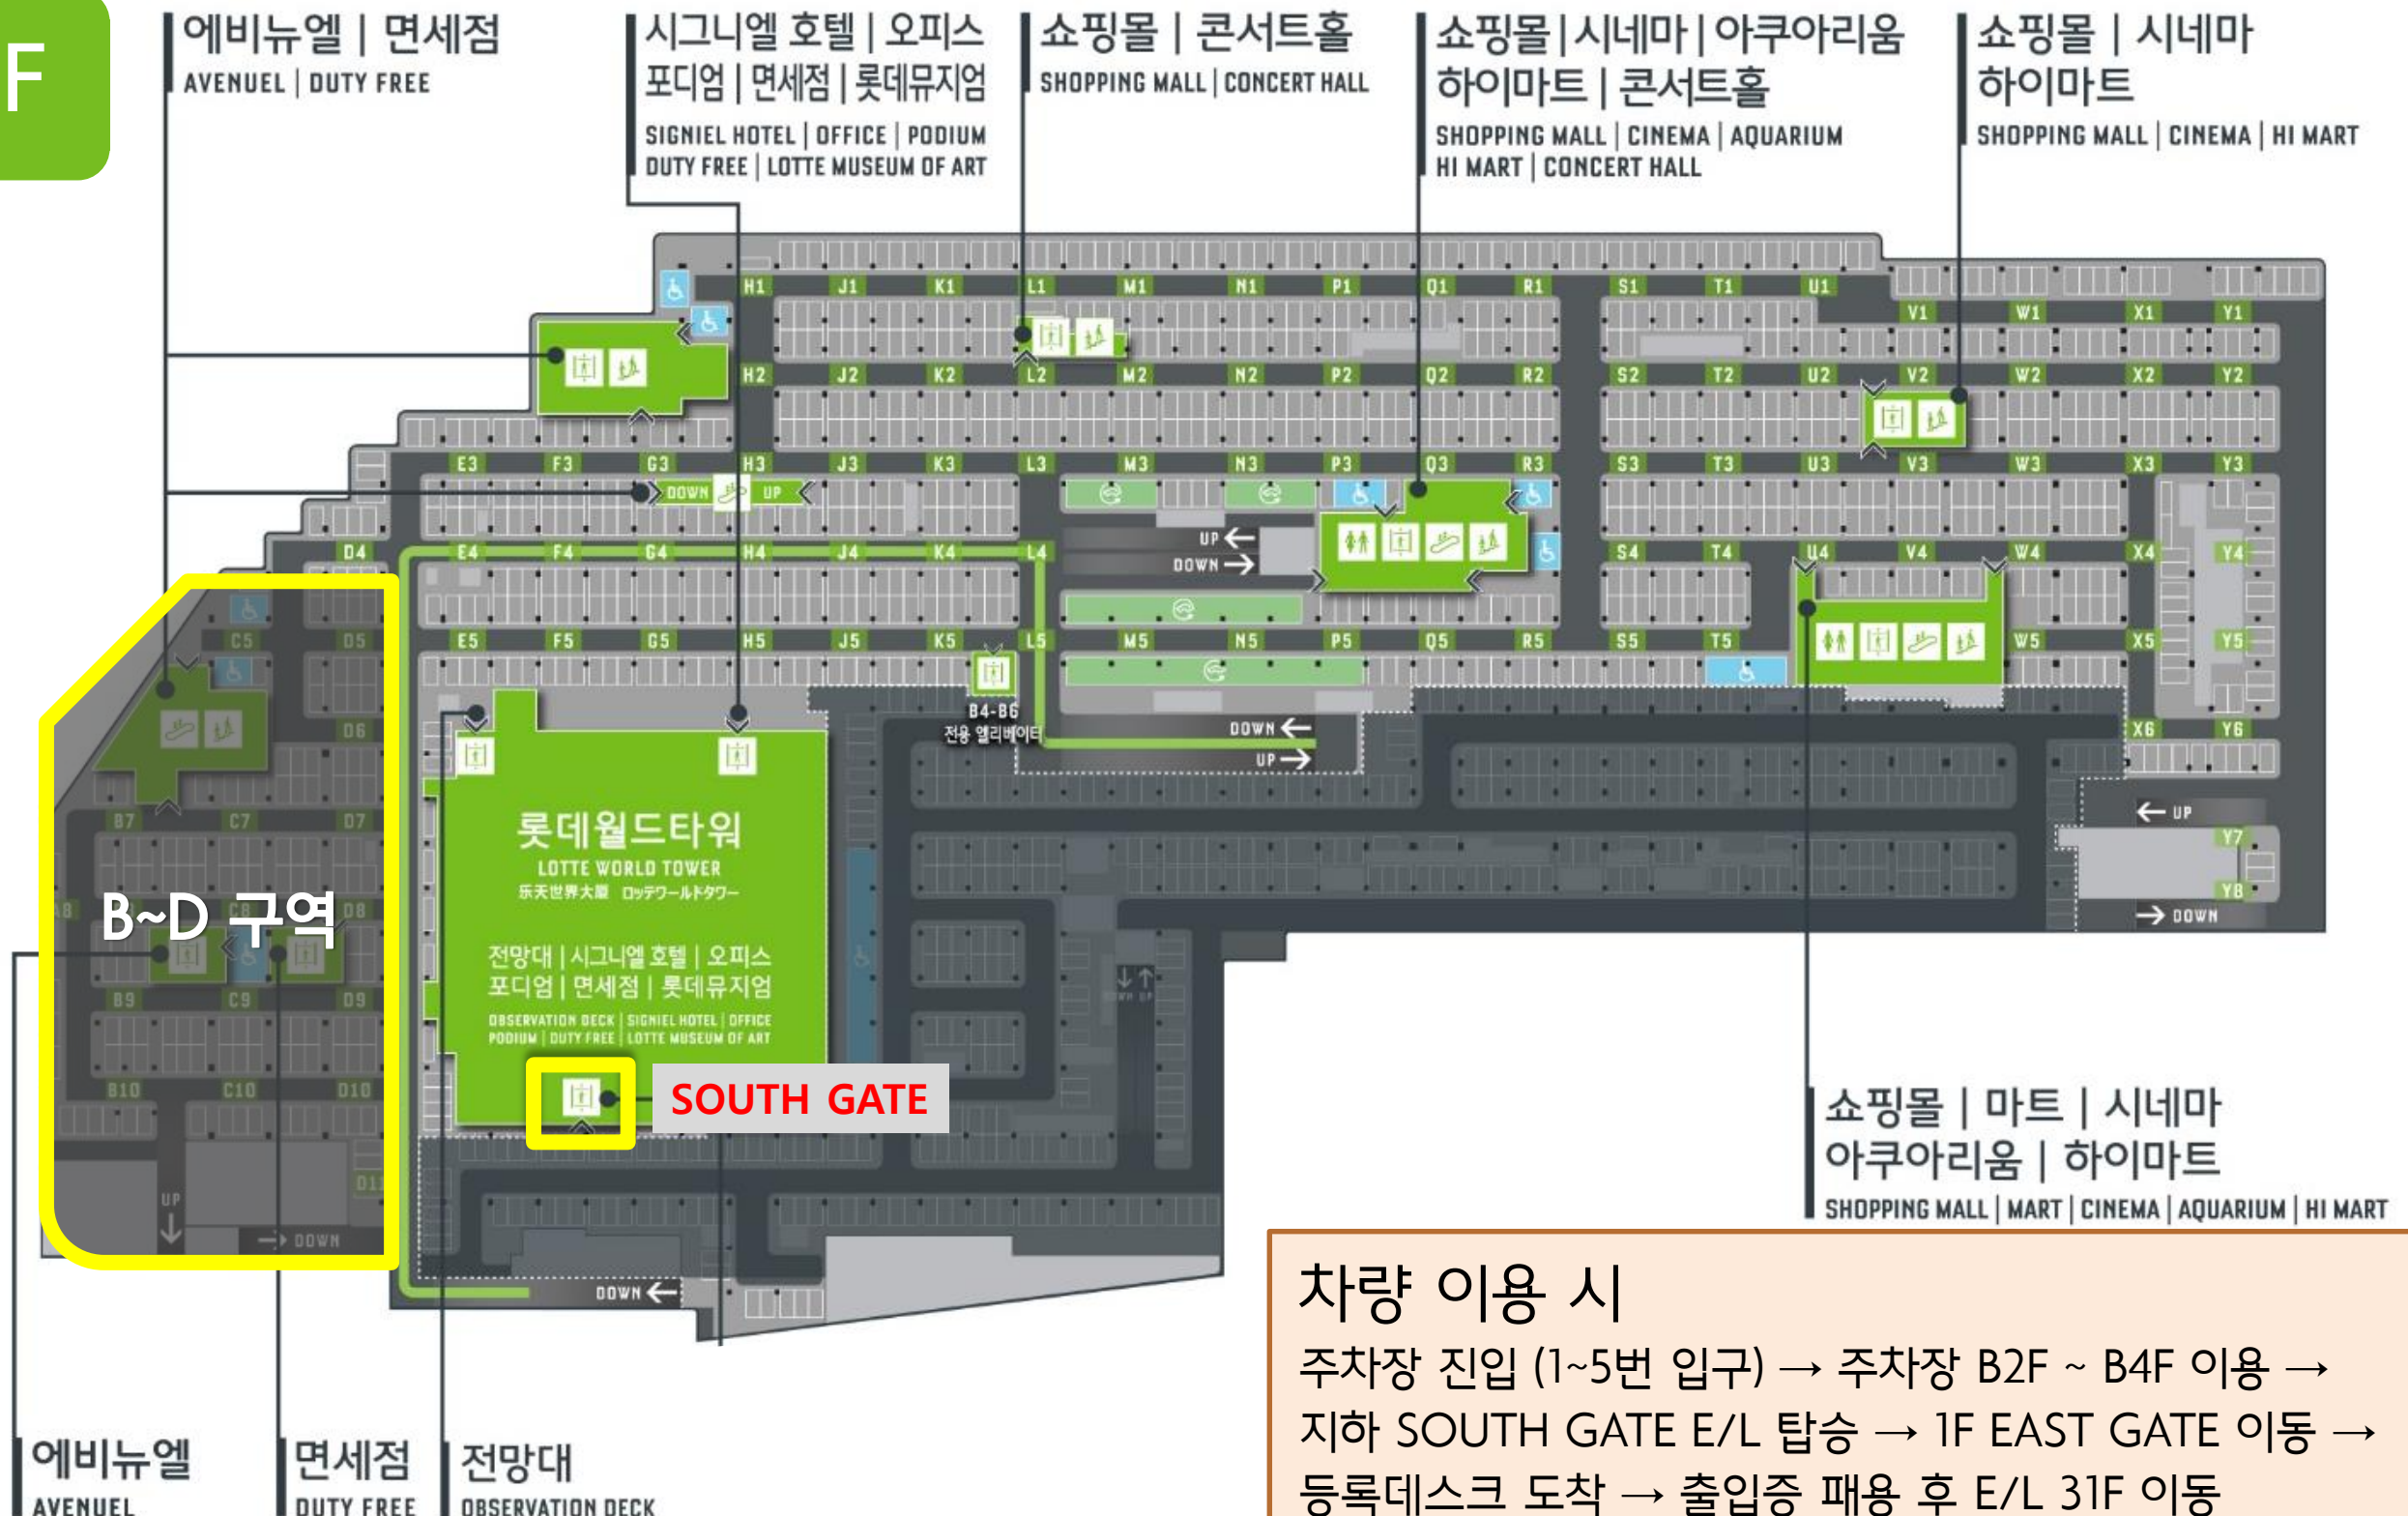 F
에비뉴엘 | 면세점
AVENUEL | DUTY FREE
시그니엘 호텔 | 오피스
포디엄 | 면세점 | 롯데뮤지엄
SIGNIEL HOTEL | OFFICE | PODIUM
DUTY FREE | LOTTE MUSEUM OF ART
쇼핑몰 | 콘서트홀
SHOPPING MALL | CONCERT HALL
쇼핑몰 | 시네마 | 아쿠아리움
하이마트 | 콘서트홀
SHOPPING MALL | CINEMA | AQUARIUM
HI MART | CONCERT HALL
쇼핑몰 | 시네마
하이마트
SHOPPING MALL | CINEMA | HI MART
H1 J1 K1 L1 M1 N1 P1 Q1 R1 S1 T1 U1
V1 W1 X1 Y1
H2 J2 K2 L2 M2 N2 P2 Q2 R2 S2 T2 U2 V2 W2 X2 Y2
E3 F3 G3 H3 J3 K3 L3 M3 N3 P3 Q3 R3 S3 T3 U3 V3 W3 X3 Y3
DOWN UP
UP
DOWN
D4 E4 F4 G4 H4 J4 K4 L4 S4 T4 U4 V4 W4 X4 Y4
C5 D5 E5 F5 G5 H5 J5 K5 L5 M5 N5 P5 Q5 R5 S5 T5 W5 X5 Y5
B4-B6
전용 엘리베이터
DOWN
UP
D6 X6 Y6
B7 C7 D7
UP
Y7
Y8
DOWN
롯데월드타워
LOTTE WORLD TOWER
乐天世界大厦 ロッテワールドタワー
A8 C8 D8
B~D 구역
전망대 | 시그니엘 호텔 | 오피스
포디엄 | 면세점 | 롯데뮤지엄
OBSERVATION DECK | SIGNIEL HOTEL | OFFICE
PODIUM | DUTY FREE | LOTTE MUSEUM OF ART
B9 C9 D9
DOWN UP
B10 C10 D10
SOUTH GATE
D11
UP
DOWN
DOWN
쇼핑몰 | 마트 | 시네마
아쿠아리움 | 하이마트
SHOPPING MALL | MART | CINEMA | AQUARIUM | HI MART
차량 이용 시
주차장 진입 (1~5번 입구) → 주차장 B2F ~ B4F 이용 →
지하 SOUTH GATE E/L 탑승 → 1F EAST GATE 이동 →
등록데스크 도착 → 출입증 패용 후 E/L 31F 이동
에비뉴엘
AVENUEL
면세점
DUTY FREE
전망대
OBSERVATION DECK